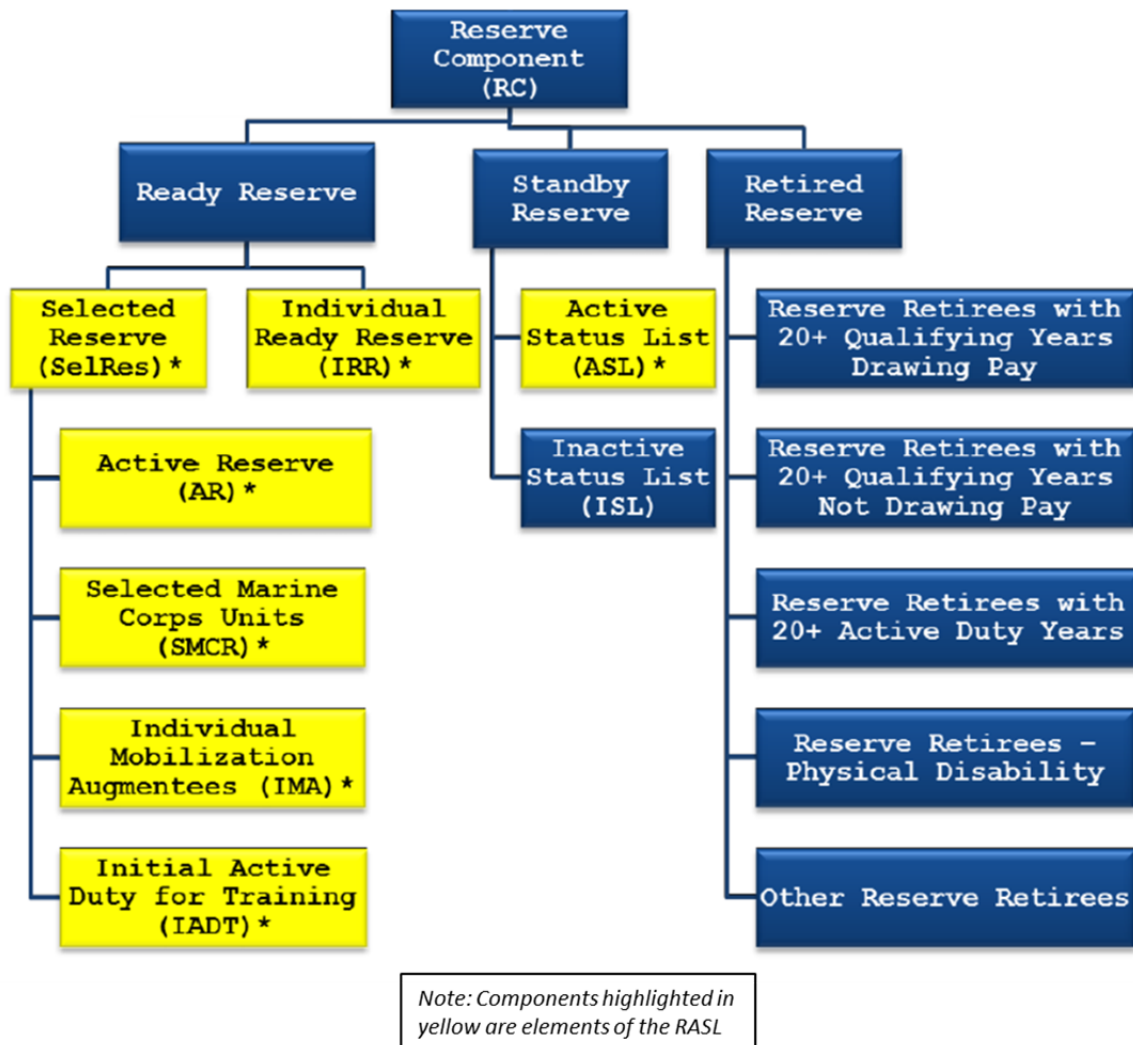 Reserve
Component
(RC)
Ready Reserve
Standby
Reserve
Retired
Reserve
Selected
Reserve
(SelRes)*
Individual
Ready Reserve
(IRR)*
Active
Status List
(ASL)*
Reserve Retirees with
20+ Qualifying Years
Drawing Pay
Active Reserve
(AR)*
Inactive
Status List
(ISL)
Reserve Retirees with
20+ Qualifying Years
Not Drawing Pay
Selected Marine
Corps Units
(SMCR)*
Reserve Retirees with
20+ Active Duty Years
Individual
Mobilization
Augmentees (IMA)*
Reserve Retirees –
Physical Disability
Initial Active
Duty for Training
(IADT)*
Other Reserve Retirees
Note: Components highlighted in
yellow are elements of the RASL